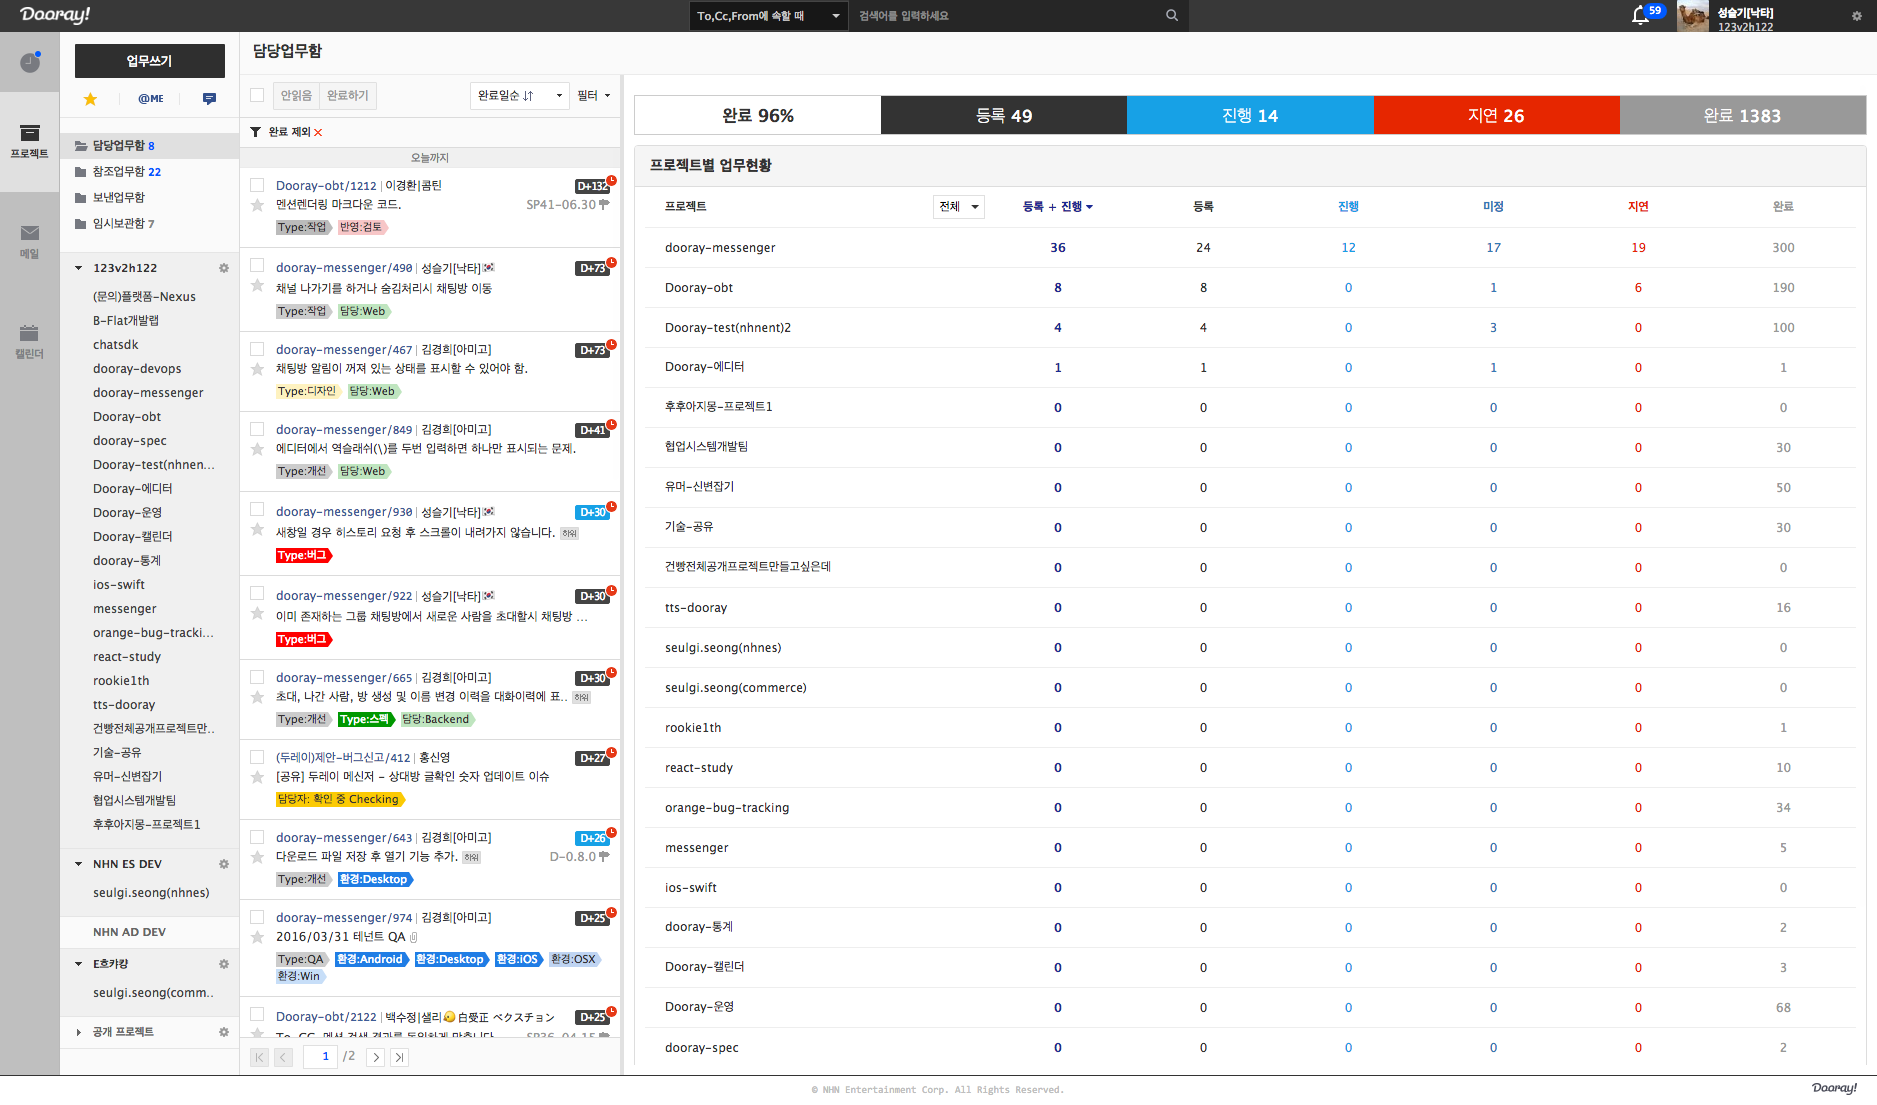 Dooray!
To,Cc,From에 속할 때
검색어를 입력하세요
59
성슬기[낙타]
123v2h122
프로젝트
메일
캘린더
업무쓰기
@ME
담당업무함 8
참조업무함 22
보낸업무함
임시보관함 7
123v2h122
(문의)플랫폼-Nexus
B-Flat개발랩
chatsdk
dooray-devops
dooray-messenger
Dooray-obt
dooray-spec
Dooray-test(nhnen...
Dooray-에디터
Dooray-운영
Dooray-캘린더
dooray-통계
ios-swift
messenger
orange-bug-tracki...
react-study
rookie1th
tts-dooray
건빵전체공개프로젝트만..
기술-공유
유머-신변잡기
협업시스템개발팀
후후아지몽-프로젝트1
NHN ES DEV
seulgi.seong(nhnes)
NHN AD DEV
E흐캬캉
seulgi.seong(comm..
공개 프로젝트
담당업무함
안읽음 완료하기 완료일순 필터
완료 제외
오늘까지
Dooray-obt/1212 | 이경환|콤틴 D+132
멘션렌더링 마크다운 코드. SP41-06.30
Type:작업 반영:검토
dooray-messenger/490 | 성슬기[낙타]🇰🇷 D+73
채널 나가기를 하거나 숨김처리시 채팅방 이동
Type:작업 담당:Web
dooray-messenger/467 | 김경희[아미고] D+73
채팅방 알림이 꺼져 있는 상태를 표시할 수 있어야 함.
Type:디자인 담당:Web
dooray-messenger/849 | 김경희[아미고] D+41
에디터에서 역슬래쉬(\)를 두번 입력하면 하나만 표시되는 문제.
Type:개선 담당:Web
dooray-messenger/930 | 성슬기[낙타]🇰🇷 D+30
새창일 경우 히스토리 요청 후 스크롤이 내려가지 않습니다. 하위
Type:버그
dooray-messenger/922 | 성슬기[낙타]🇰🇷 D+30
이미 존재하는 그룹 채팅방에서 새로운 사람을 초대할시 채팅방 ...
Type:버그
dooray-messenger/665 | 김경희[아미고] D+30
초대, 나간 사람, 방 생성 및 이름 변경 이력을 대화이력에 표.. 하위
Type:개선 Type:스펙 담당:Backend
(두레이)제안-버그신고/412 | 홍신영 D+27
[공유] 두레이 메신저 - 상대방 글확인 숫자 업데이트 이슈
담당자: 확인 중 Checking
dooray-messenger/643 | 김경희[아미고] D+26
다운로드 파일 저장 후 열기 기능 추가. 하위 D-0.8.0
Type:개선 환경:Desktop
dooray-messenger/974 | 김경희[아미고] D+25
2016/03/31 테넌트 QA
Type:QA 환경:Android 환경:Desktop 환경:iOS 환경:OSX
환경:Win
Dooray-obt/2122 | 백수정|샐리 白受正 ベクスチョン D+25
To, CC, 멘션 검색 결과를 동일하게 맞춥니다 SP36-04.15
1 /2
완료 96% 등록 49 진행 14 지연 26 완료 1383
프로젝트별 업무현황
프로젝트 전체 등록 + 진행 등록 진행 미정 지연 완료
dooray-messenger 36 24 12 17 19 300
Dooray-obt 8 8 0 1 6 190
Dooray-test(nhnent)2 4 4 0 3 0 100
Dooray-에디터 1 1 0 1 0 1
후후아지몽-프로젝트1 0 0 0 0 0 0
협업시스템개발팀 0 0 0 0 0 30
유머-신변잡기 0 0 0 0 0 50
기술-공유 0 0 0 0 0 30
건빵전체공개프로젝트만들고싶은데 0 0 0 0 0 0
tts-dooray 0 0 0 0 0 16
seulgi.seong(nhnes) 0 0 0 0 0 0
seulgi.seong(commerce) 0 0 0 0 0 0
rookie1th 0 0 0 0 0 1
react-study 0 0 0 0 0 10
orange-bug-tracking 0 0 0 0 0 34
messenger 0 0 0 0 0 5
ios-swift 0 0 0 0 0 0
dooray-통계 0 0 0 0 0 2
Dooray-캘린더 0 0 0 0 0 3
Dooray-운영 0 0 0 0 0 68
dooray-spec 0 0 0 0 0 2
© NHN Entertainment Corp. All Rights Reserved.
Dooray!